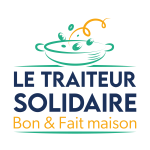 LE TRAITEUR
SOLIDAIRE
Bon & Fait maison